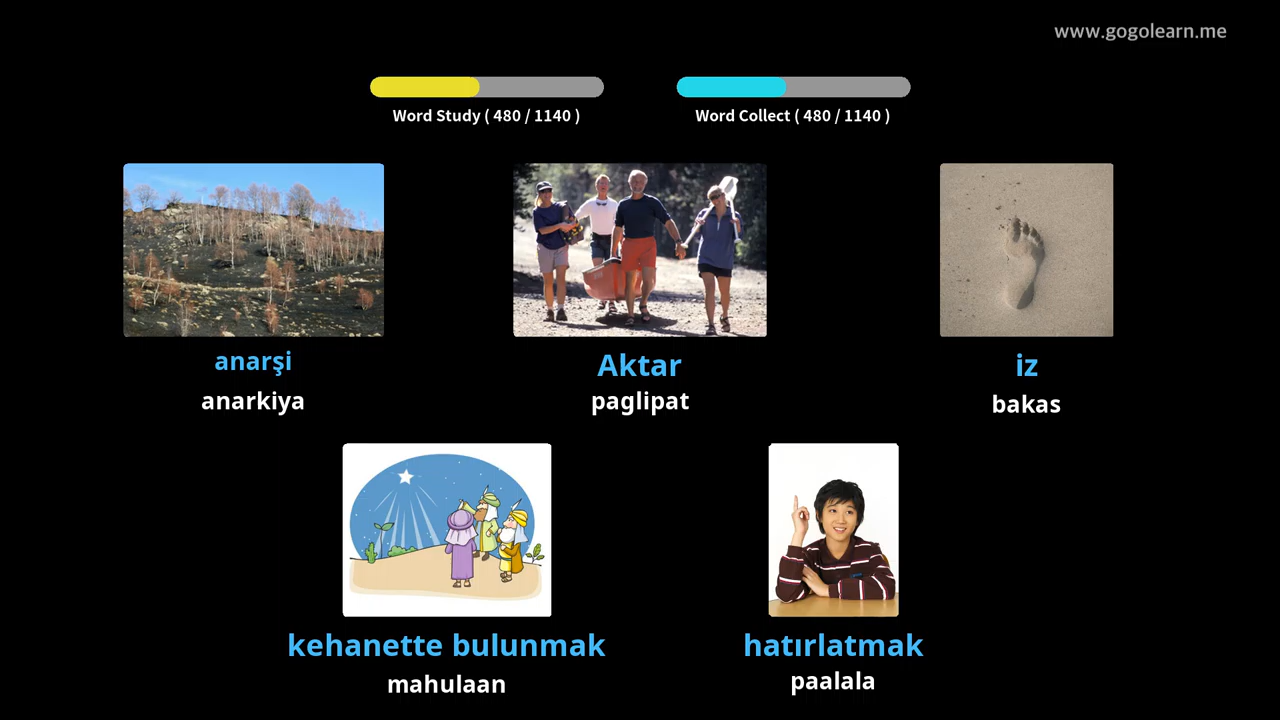 www.gogolearn.me
Word Study ( 480 / 1140 )
Word Collect ( 480 / 1140 )
anarşi
anarkiya
Aktar
paglipat
iz
bakas
kehanette bulunmak
mahulaan
hatırlatmak
paalala